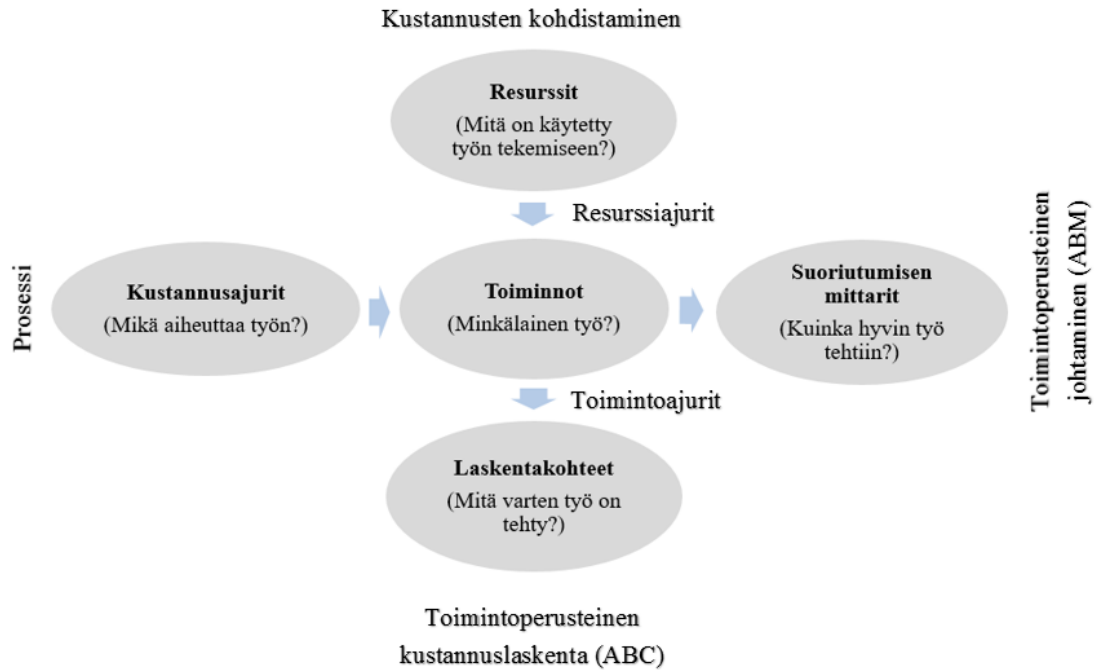 Kustannusten kohdistaminen
Resurssit
(Mitä on käytetty
työn tekemiseen?)
Resurssiajurit
Prosessi
Kustannusajurit
(Mikä aiheuttaa työn?)
Toiminnot
(Minkälainen työ?)
Suoriutumisen
mittarit
(Kuinka hyvin työ
tehtiin?)
Toimintoperusteinen
johtaminen (ABM)
Toimintoajurit
Laskentakohteet
(Mitä varten työ on
tehty?)
Toimintoperusteinen
kustannuslaskenta (ABC)